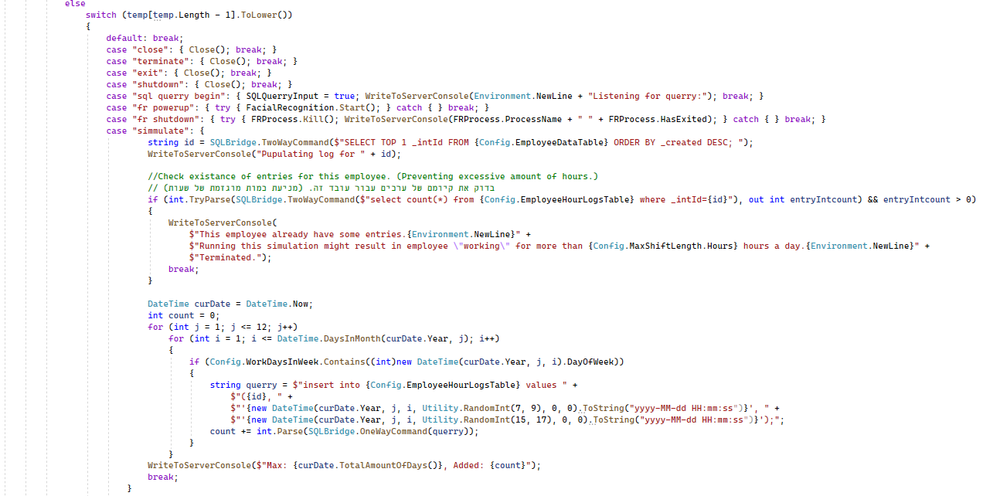 else
switch (temp[temp.Length - 1].ToLower())
{
default: break;
case "close": { Close(); break; }
case "terminate": { Close(); break; }
case "exit": { Close(); break; }
case "shutdown": { Close(); break; }
case "sql querry begin": { SQLQuerryInput = true; WriteToServerConsole(Environment.NewLine + "Listening for querry:"); break; }
case "fr powerup": { try { FacialRecognition.Start(); } catch { } break; }
case "fr shutdown": { try { FRProcess.Kill(); WriteToServerConsole(FRProcess.ProcessName + " " + FRProcess.HasExited); } catch { } break; }
case "simmulate": {
string id = SQLBridge.TwoWayCommand($"SELECT TOP 1 _intId FROM {Config.EmployeeDataTable} ORDER BY _created DESC; ");
WriteToServerConsole("Pupulating log for " + id);
//Check existance of entries for this employee. (Preventing excessive amount of hours.)
// בדוק את קיומם של ערכים עבור עובד זה. (מניעת כמות מוגזמת של שעות)
if (int.TryParse(SQLBridge.TwoWayCommand($"select count(*) from {Config.EmployeeHourLogsTable} where _intId={id}"), out int entryIntcount) && entryIntcount > 0)
{
WriteToServerConsole(
$"This employee already have some entries.{Environment.NewLine}" +
$"Running this simulation might result in employee \"working\" for more than {Config.MaxShiftLength.Hours} hours a day.{Environment.NewLine}" +
$"Terminated.");
break;
}
DateTime curDate = DateTime.Now;
int count = 0;
for (int j = 1; j <= 12; j++)
for (int i = 1; i <= DateTime.DaysInMonth(curDate.Year, j); i++)
{
if (Config.WorkDaysInWeek.Contains((int)new DateTime(curDate.Year, j, i).DayOfWeek))
{
string querry = $"insert into {Config.EmployeeHourLogsTable} values " +
$"({id}, " +
$"'{new DateTime(curDate.Year, j, i, Utility.RandomInt(7, 9), 0, 0).ToString("yyyy-MM-dd HH:mm:ss")}', " +
$"'{new DateTime(curDate.Year, j, i, Utility.RandomInt(15, 17), 0, 0).ToString("yyyy-MM-dd HH:mm:ss")}');";
count += int.Parse(SQLBridge.OneWayCommand(querry));
}
}
WriteToServerConsole($"Max: {curDate.TotalAmountOfDays()}, Added: {count}");
break;
}